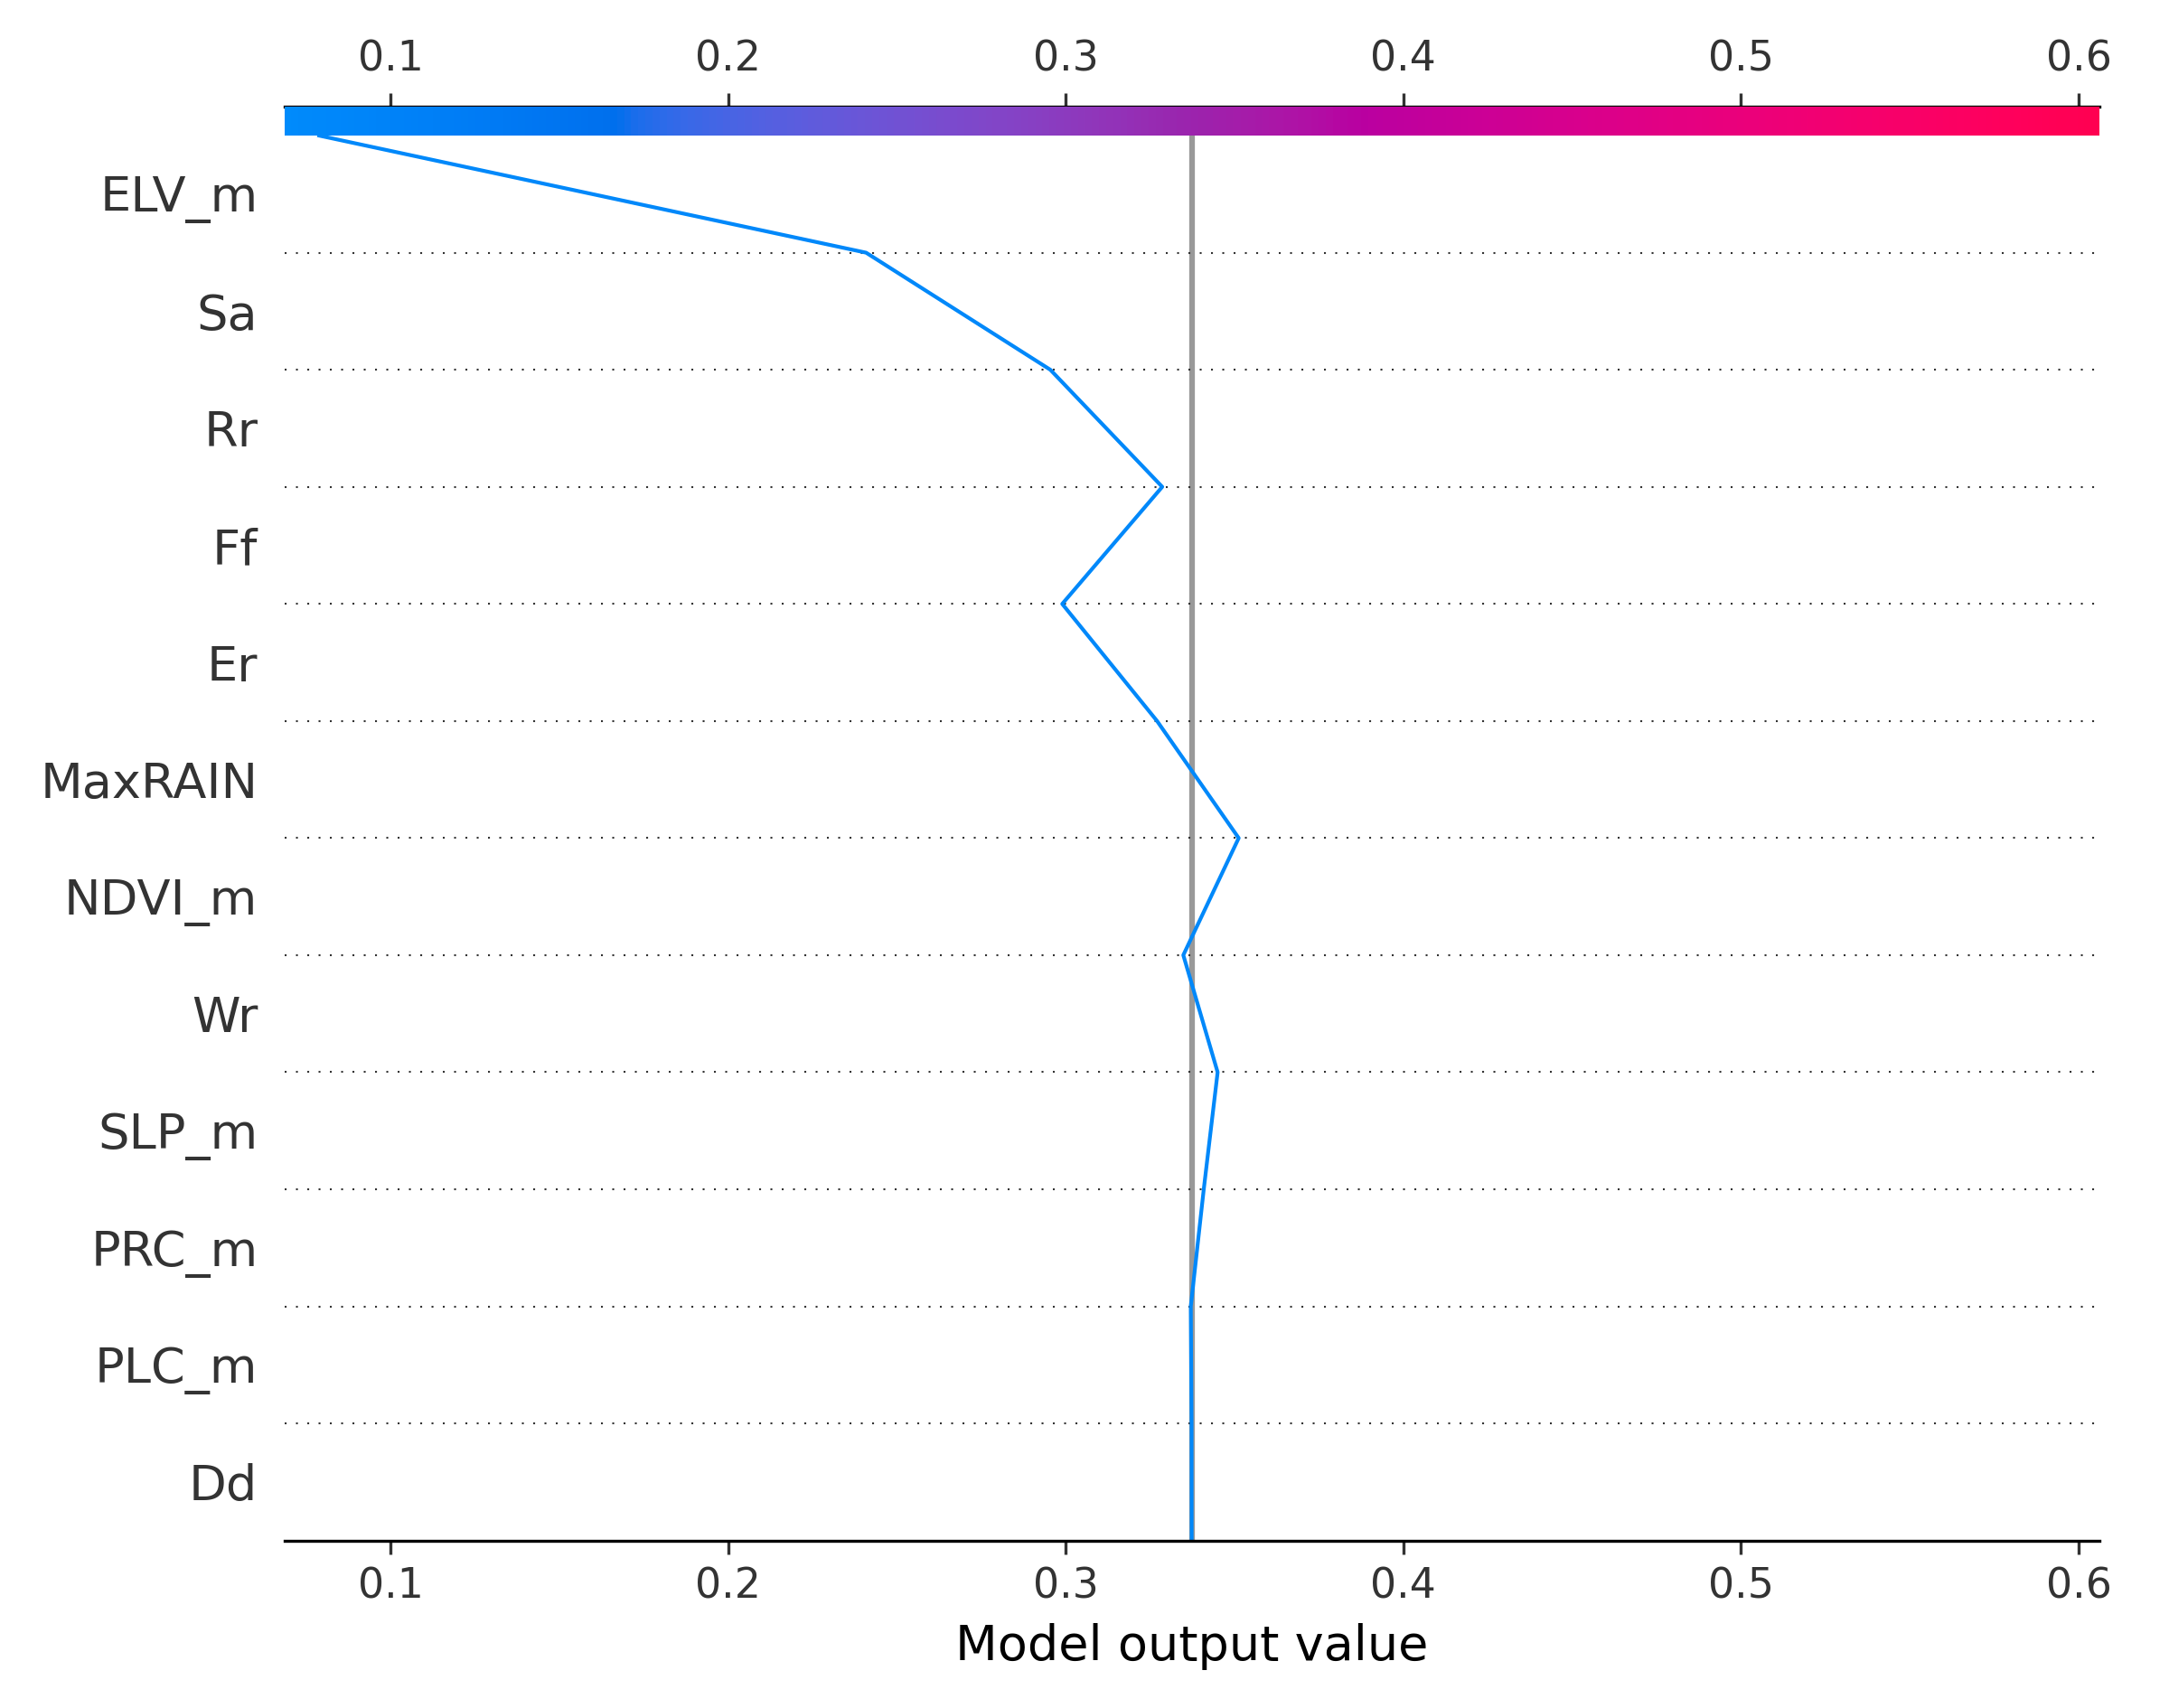 0.1 0.2 0.3 0.4 0.5 0.6
ELV_m
Sa
Rr
Ff
Er
MaxRAIN
NDVI_m
Wr
SLP_m
PRC_m
PLC_m
Dd
0.1 0.2 0.3 0.4 0.5 0.6
Model output value